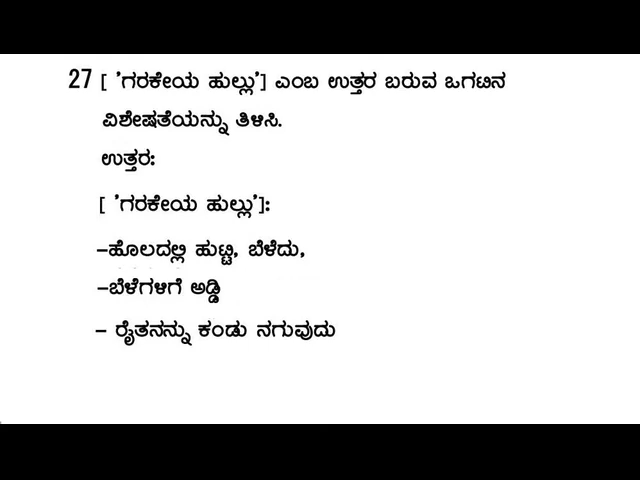 27 [ 'ಗರಕೇಯ ಹುಲ್ಲು'] ಎಂಬ ಉತ್ತರ ಬರುವ ಒಗಟಿನ
ವಿಶೇಷತೆಯನ್ನು ತಿಳಿಸಿ.
ಉತ್ತರ:
[ 'ಗರಕೇಯ ಹುಲ್ಲು']:
-ಹೊಲದಲ್ಲಿ ಹುಟ್ಟಿ, ಬೆಳೆದು,
-ಬೆಳೆಗಳಿಗೆ ಅಡ್ಡಿ
- ರೈತನನ್ನು ಕಂಡು ನಗುವುದು